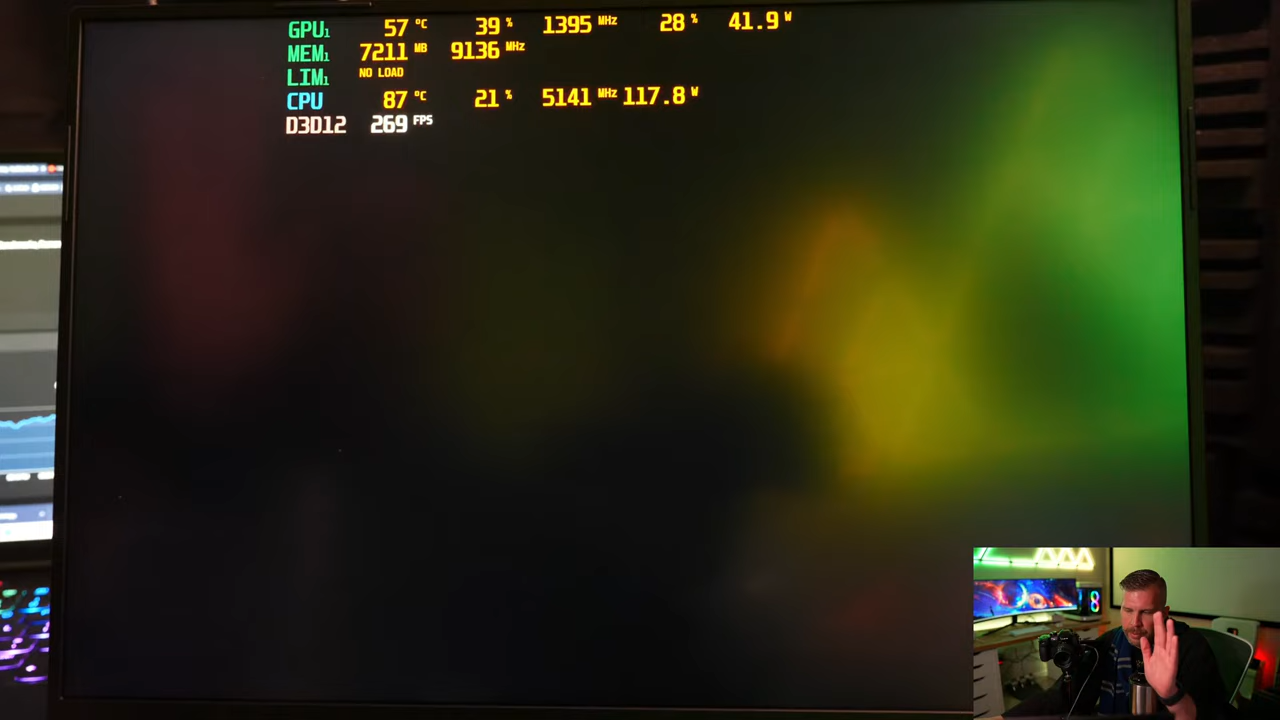 GPU1 57 °C 39 % 1395 MHz 28 % 41.9 W
MEM1 7211 MB 9136 MHz
LIM1 NO LOAD
CPU 87 °C 21 % 5141 MHz 117.8 W
D3D12 269 FPS